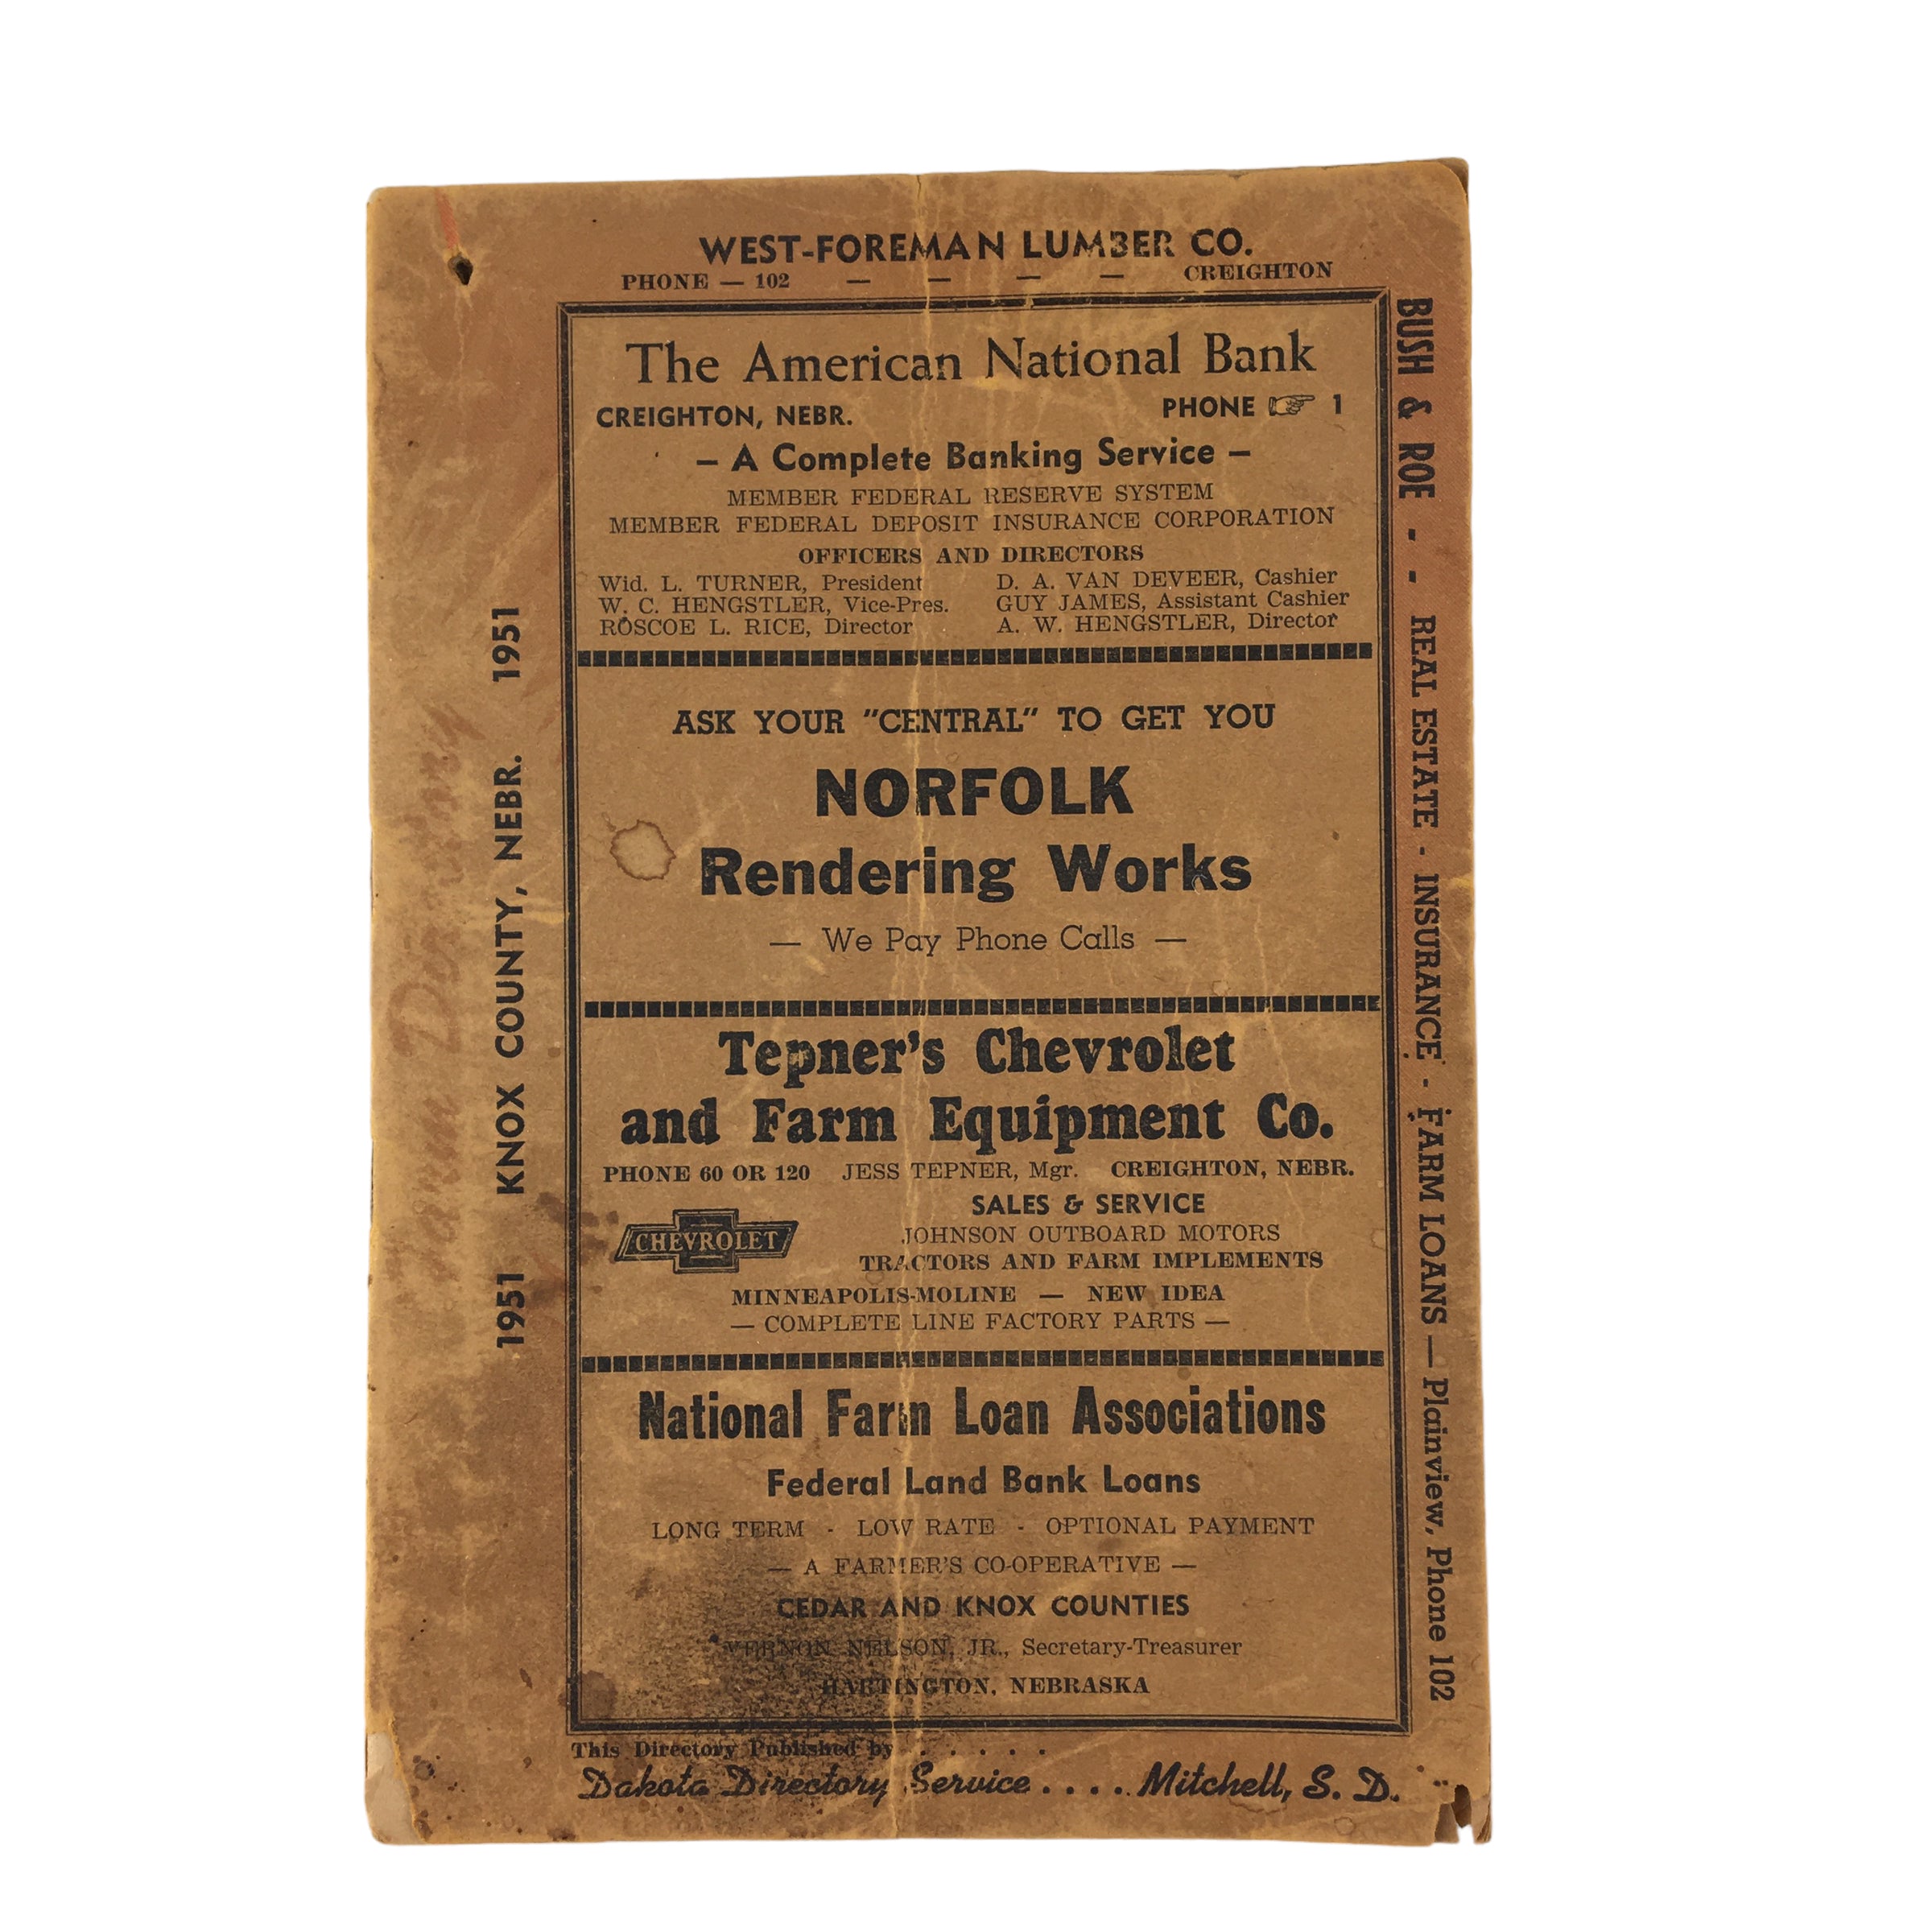 WEST-FOREMAN LUMBER CO.
PHONE — 102 — — — — CREIGHTON
The American National Bank
CREIGHTON, NEBR. PHONE 1
– A Complete Banking Service –
MEMBER FEDERAL RESERVE SYSTEM
MEMBER FEDERAL DEPOSIT INSURANCE CORPORATION
OFFICERS AND DIRECTORS
Wid. L. TURNER, President D. A. VAN DEVEER, Cashier
W. C. HENGSTLER, Vice-Pres. GUY JAMES, Assistant Cashier
ROSCOE L. RICE, Director A. W. HENGSTLER, Director
ASK YOUR "CENTRAL" TO GET YOU
NORFOLK
Rendering Works
— We Pay Phone Calls —
Tepner's Chevrolet
and Farm Equipment Co.
PHONE 60 OR 120 JESS TEPNER, Mgr. CREIGHTON, NEBR.
SALES & SERVICE
CHEVROLET
JOHNSON OUTBOARD MOTORS
TRACTORS AND FARM IMPLEMENTS
MINNEAPOLIS-MOLINE — NEW IDEA
— COMPLETE LINE FACTORY PARTS —
National Farm Loan Associations
Federal Land Bank Loans
LONG TERM - LOW RATE - OPTIONAL PAYMENT
— A FARMER'S CO-OPERATIVE —
CEDAR AND KNOX COUNTIES
VERNON NELSON, JR., Secretary-Treasurer
HARTINGTON, NEBRASKA
This Directory Published by . . . . .
Dakota Directory Service . . . . Mitchell, S. D.
1951 KNOX COUNTY, NEBR. 1951
BUSH & ROE - - REAL ESTATE - INSURANCE - FARM LOANS — Plainview, Phone 102